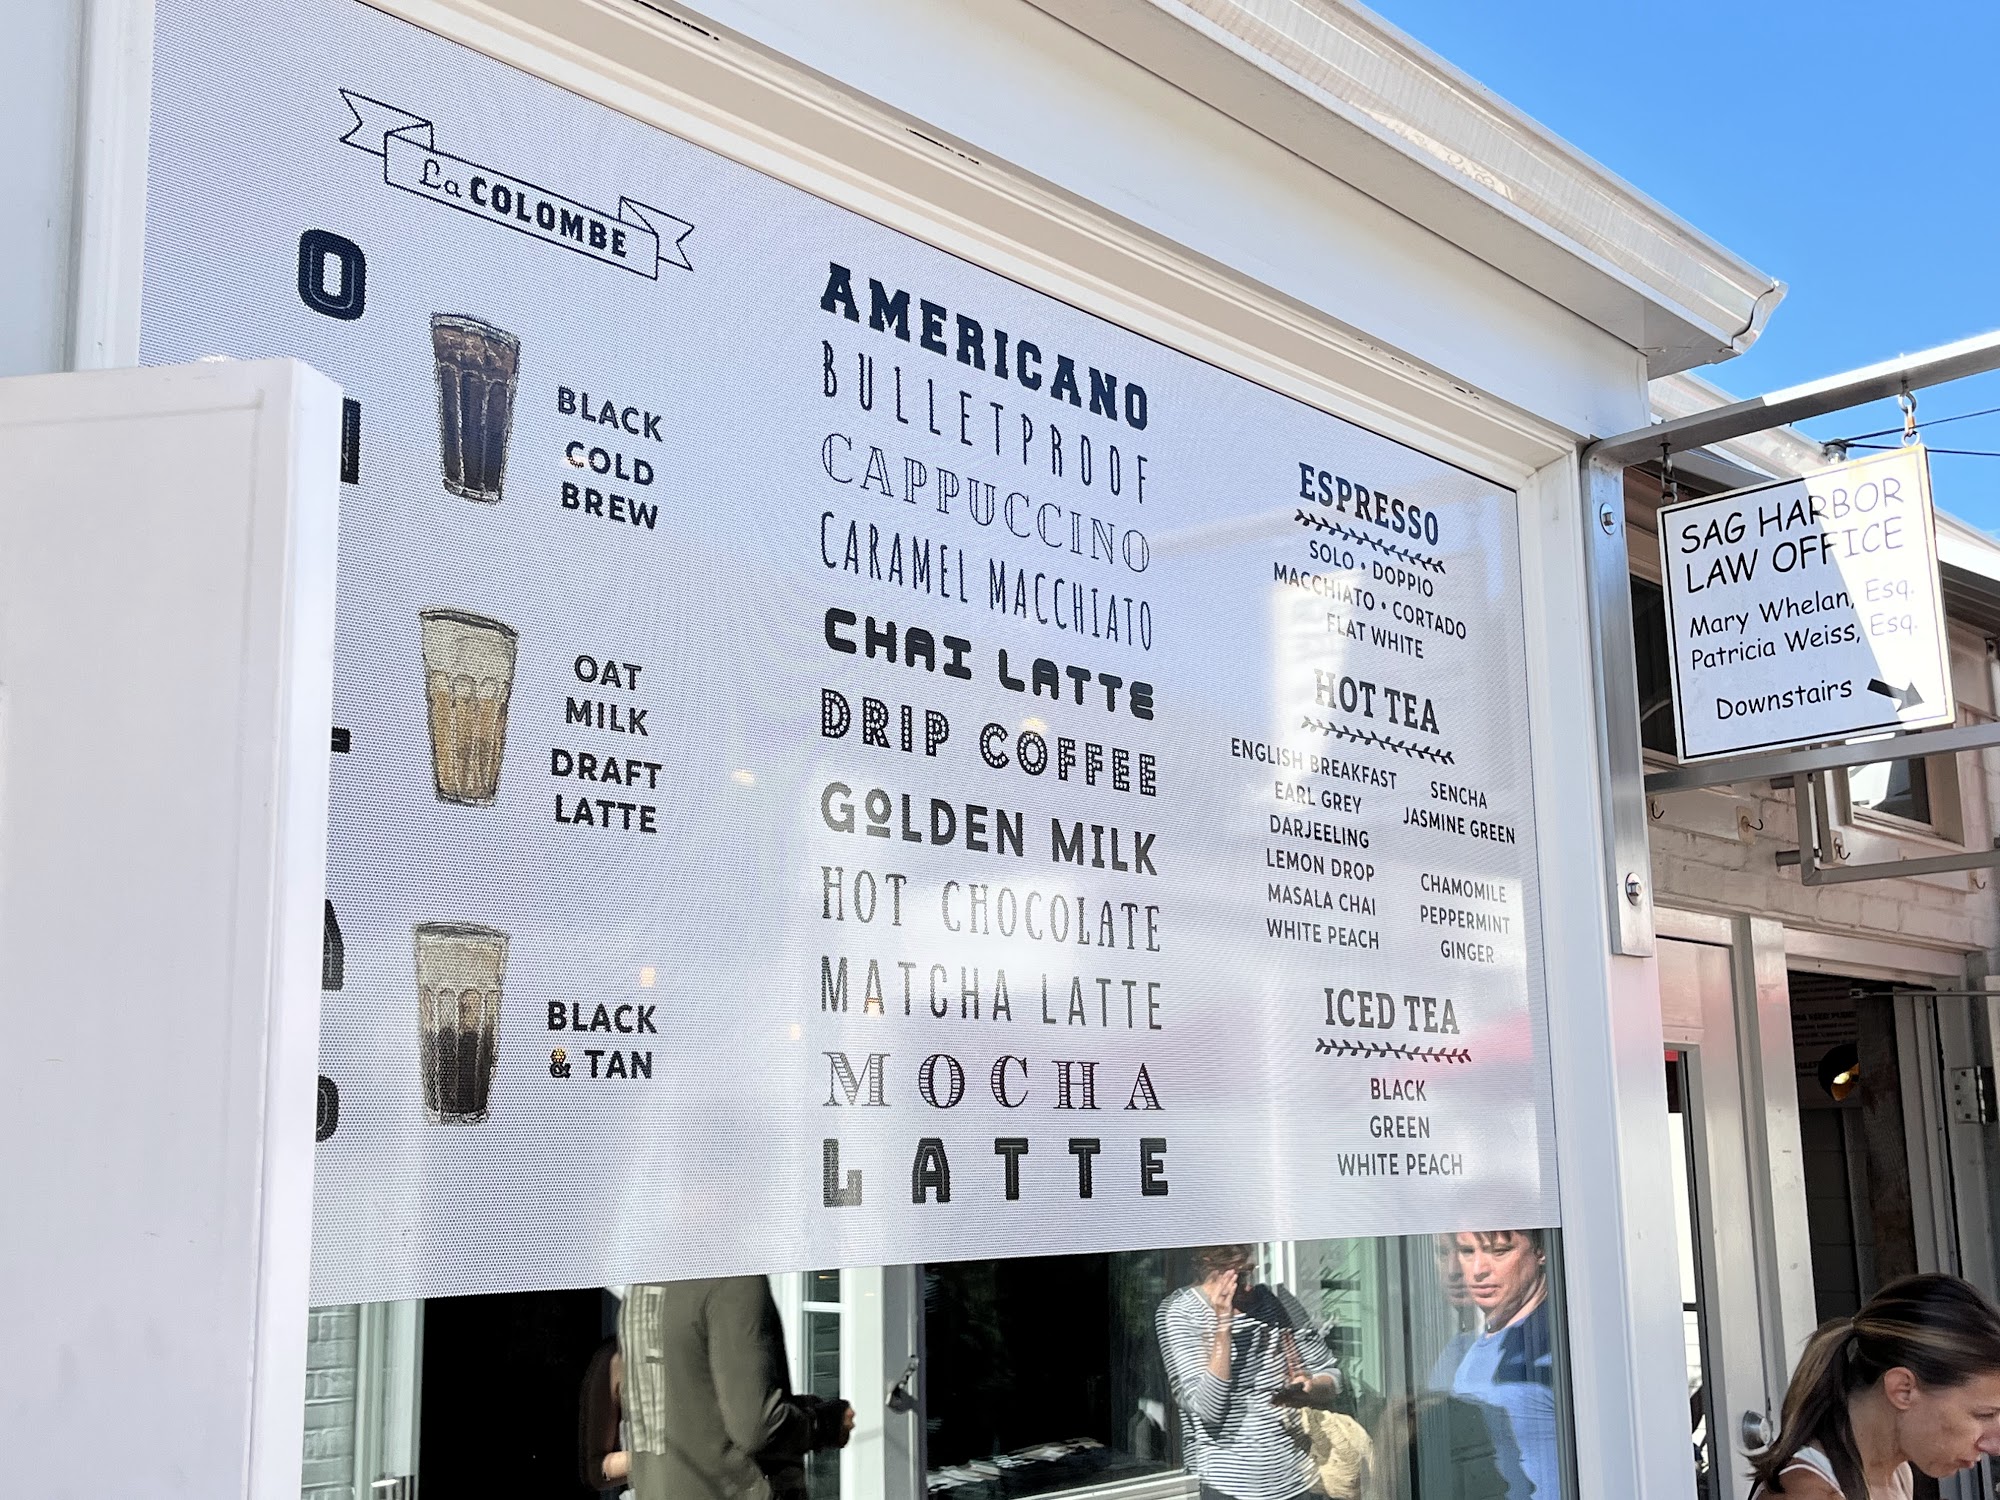 La COLOMBE
O
BLACK
COLD
BREW
OAT
MILK
DRAFT
LATTE
BLACK
& TAN
AMERICANO
BULLETPROOF
CAPPUCCINO
CARAMEL MACCHIATO
CHAI LATTE
DRIP COFFEE
GOLDEN MILK
HOT CHOCOLATE
MATCHA LATTE
MOCHA
LATTE
ESPRESSO
SOLO • DOPPIO
MACCHIATO • CORTADO
FLAT WHITE
HOT TEA
ENGLISH BREAKFAST
EARL GREY
DARJEELING
LEMON DROP
MASALA CHAI
WHITE PEACH
SENCHA
JASMINE GREEN
CHAMOMILE
PEPPERMINT
GINGER
ICED TEA
BLACK
GREEN
WHITE PEACH
SAG HARBOR
LAW OFFICE
Mary Whelan, Esq.
Patricia Weiss, Esq.
Downstairs